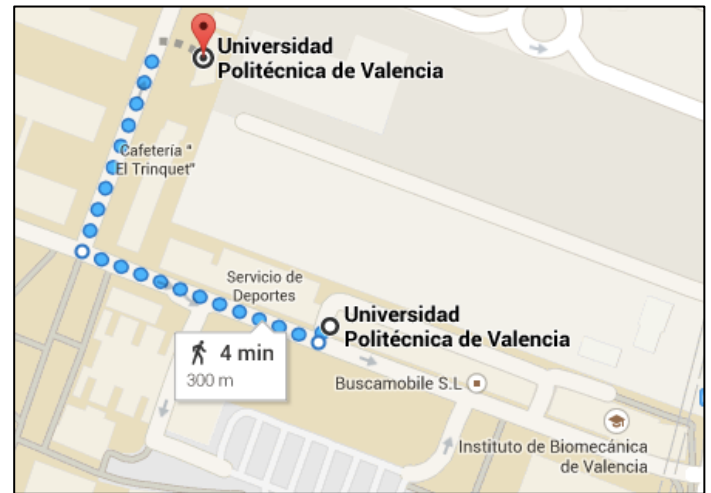 Universidad
Politécnica de Valencia
Cafetería "
El Trinquet"
Servicio de
Deportes
Universidad
Politécnica de Valencia
4 min
300 m
Buscamobile S.L
Instituto de Biomecánica
de Valencia